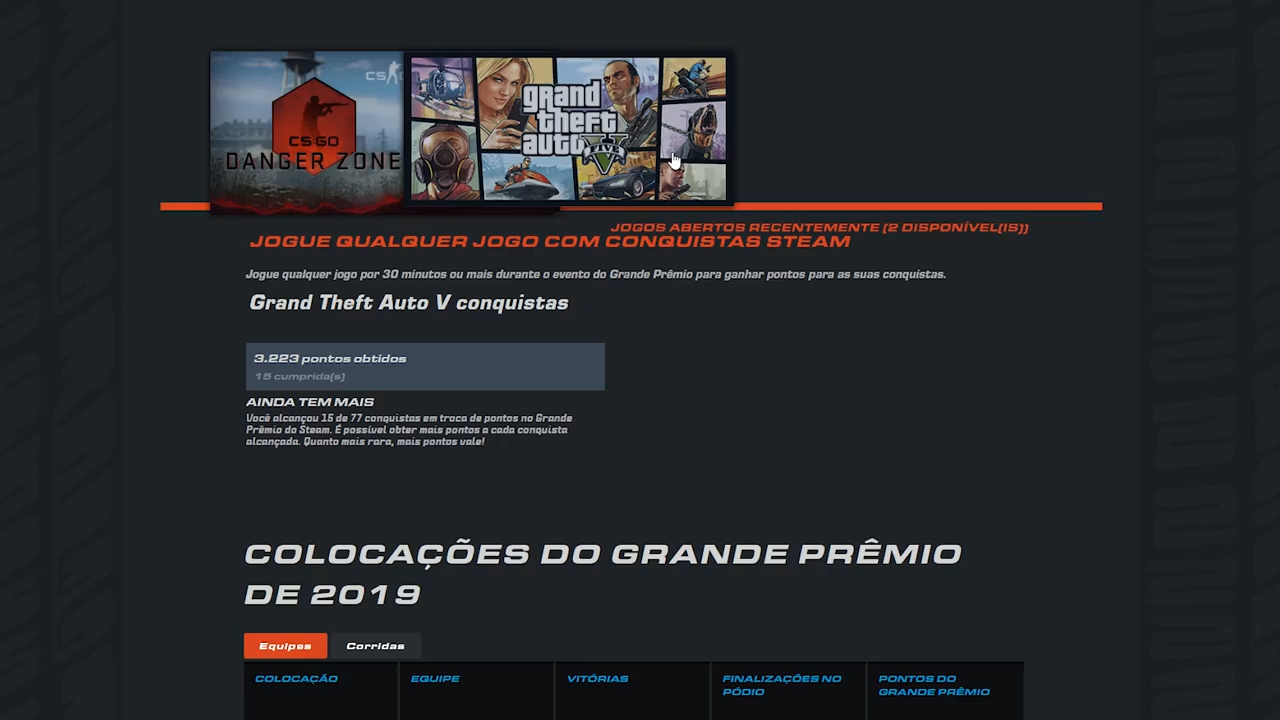 CS:GO
DANGER ZONE
grand
theft
auto
FIVE
JOGOS ABERTOS RECENTEMENTE (2 DISPONÍVEL(IS))
JOGUE QUALQUER JOGO COM CONQUISTAS STEAM
Jogue qualquer jogo por 30 minutos ou mais durante o evento do Grande Prêmio para ganhar pontos para as suas conquistas.
Grand Theft Auto V conquistas
3.223 pontos obtidos
15 cumprida(s)
AINDA TEM MAIS
Você alcançou 15 de 77 conquistas em troca de pontos no Grande
Prêmio do Steam. É possível obter mais pontos a cada conquista
alcançada. Quanto mais rara, mais pontos vale!
COLOCAÇÕES DO GRANDE PRÊMIO
DE 2019
Equipes Corridas
COLOCAÇÃO EQUIPE VITÓRIAS FINALIZAÇÕES NO PONTOS DO
PÓDIO GRANDE PRÊMIO